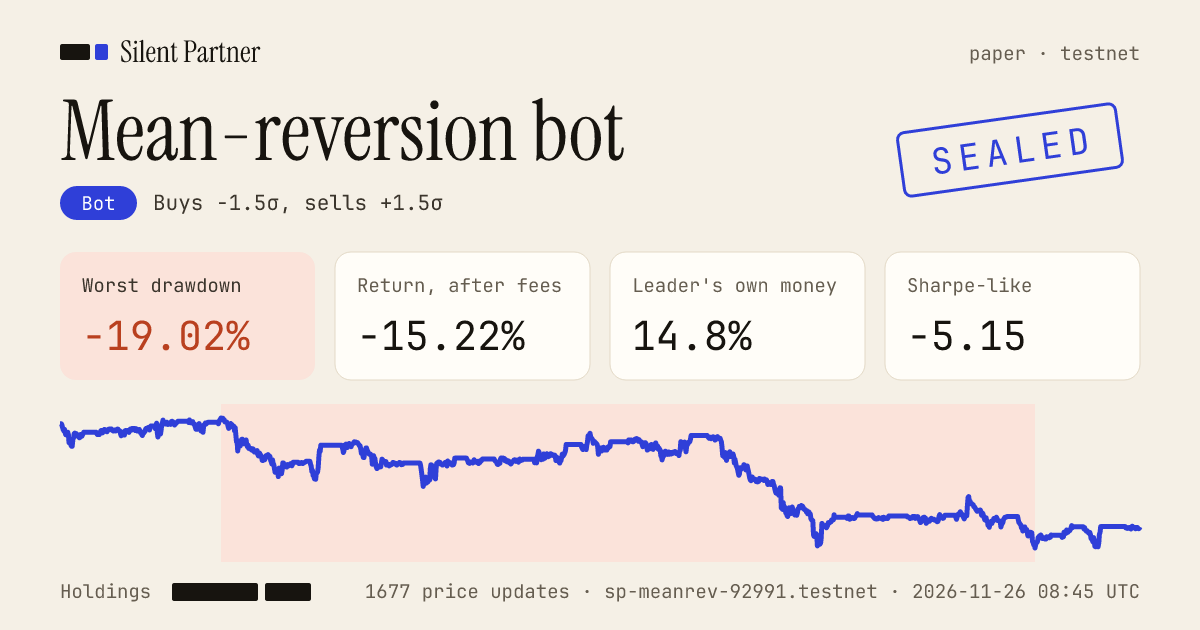 Silent Partner
paper · testnet
Mean-reversion bot
SEALED
Bot
Buys -1.5σ, sells +1.5σ
Worst drawdown
-19.02%
Return, after fees
-15.22%
Leader's own money
14.8%
Sharpe-like
-5.15
Holdings
1677 price updates · sp-meanrev-92991.testnet · 2026-11-26 08:45 UTC